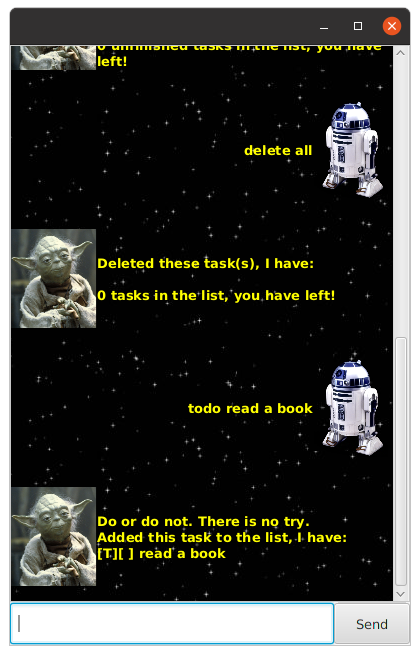 0 unfinished tasks in the list, you have
left!
delete all
Deleted these task(s), I have:
0 tasks in the list, you have left!
todo read a book
Do or do not. There is no try.
Added this task to the list, I have:
[T][ ] read a book
Send